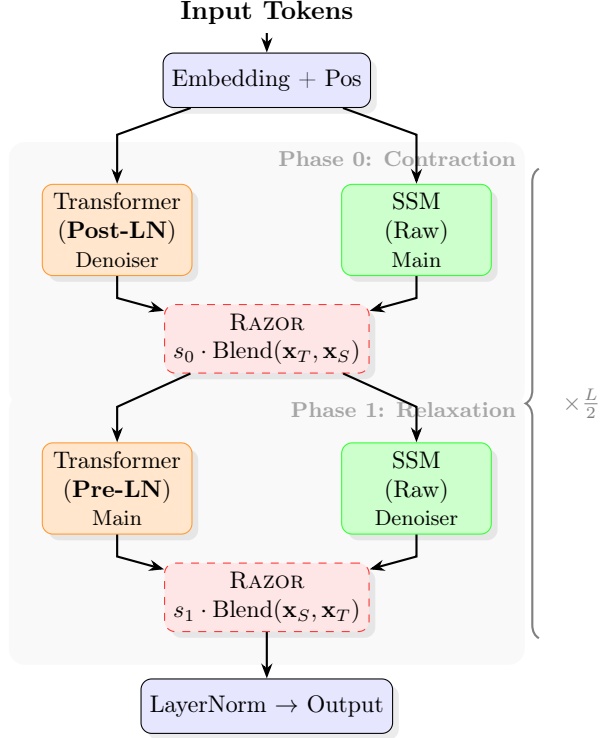 Input Tokens
Embedding + Pos
Phase 0: Contraction
Transformer
(Post-LN)
Denoiser
SSM
(Raw)
Main
RAZOR
s₀ · Blend(x_T, x_S)
Phase 1: Relaxation
× L/2
Transformer
(Pre-LN)
Main
SSM
(Raw)
Denoiser
RAZOR
s₁ · Blend(x_S, x_T)
LayerNorm → Output